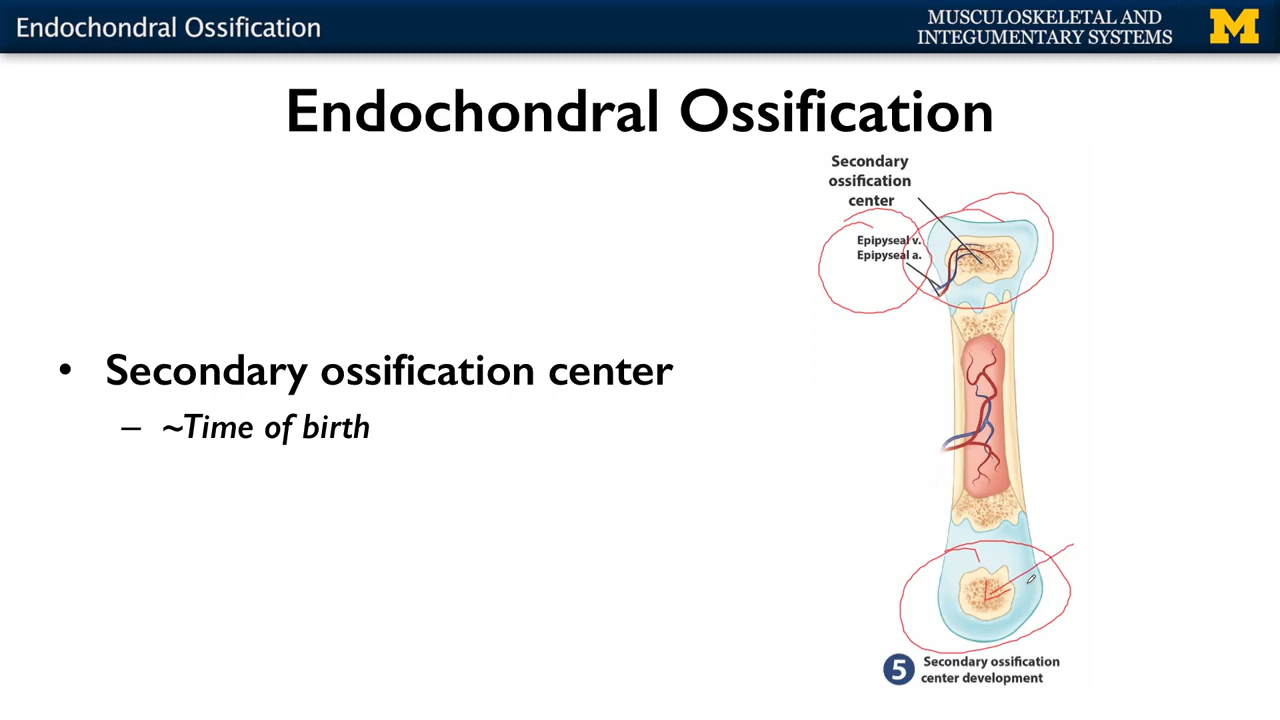 Endochondral Ossification
MUSCULOSKELETAL AND
INTEGUMENTARY SYSTEMS
M
Endochondral Ossification
Secondary
ossification
center
Epipyseal v.
Epipyseal a.
• Secondary ossification center
– ~Time of birth
5
Secondary ossification
center development